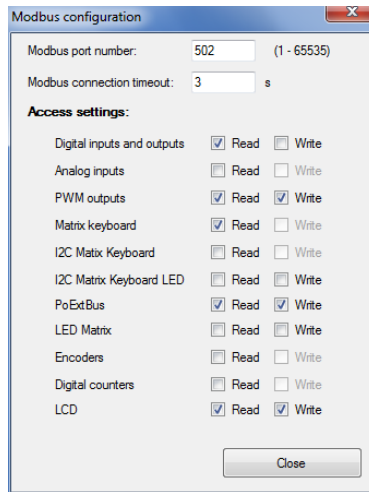 Modbus configuration
Modbus port number: 502 (1 - 65535)
Modbus connection timeout: 3 s
Access settings:
Digital inputs and outputs Read Write
Analog inputs Read Write
PWM outputs Read Write
Matrix keyboard Read Write
I2C Matix Keyboard Read Write
I2C Matrix Keyboard LED Read Write
PoExtBus Read Write
LED Matrix Read Write
Encoders Read Write
Digital counters Read Write
LCD Read Write
Close